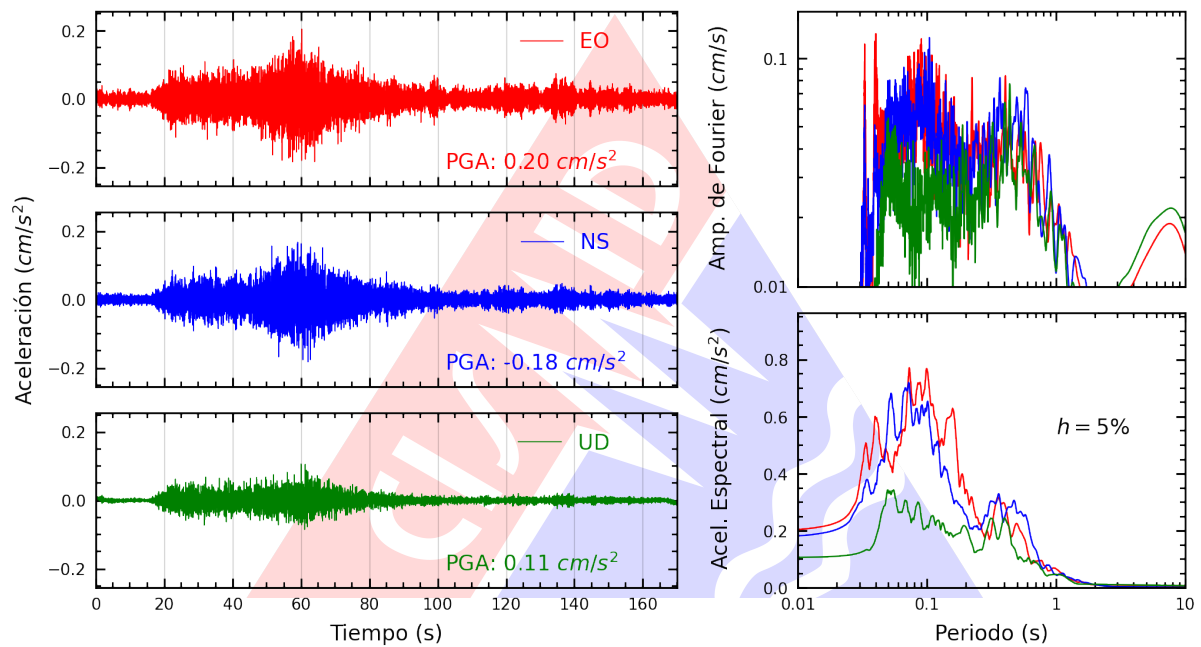 Aceleración (cm/s²)
0.2
0.0
−0.2
EO
PGA: 0.20 cm/s²
0.2
0.0
−0.2
NS
PGA: -0.18 cm/s²
0.2
0.0
−0.2
UD
PGA: 0.11 cm/s²
0 20 40 60 80 100 120 140 160
Tiempo (s)
Amp. de Fourier (cm/s)
0.1
0.01
Acel. Espectral (cm/s²)
0.8
0.6
0.4
0.2
0.0
h = 5%
0.01 0.1 1 10
Periodo (s)